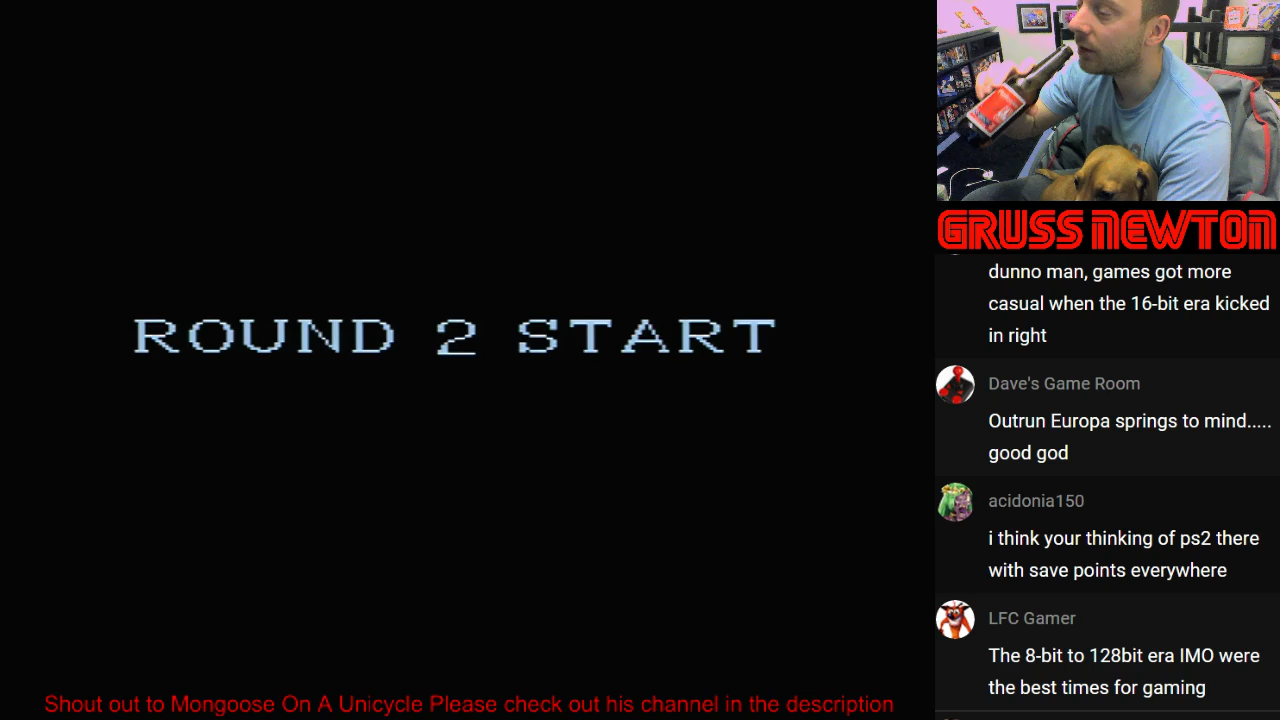 ROUND 2 START
GRUSS NEWTON
dunno man, games got more
casual when the 16-bit era kicked
in right
Dave's Game Room
Outrun Europa springs to mind.....
good god
acidonia150
i think your thinking of ps2 there
with save points everywhere
LFC Gamer
The 8-bit to 128bit era IMO were
the best times for gaming
Shout out to Mongoose On A Unicycle Please check out his channel in the description